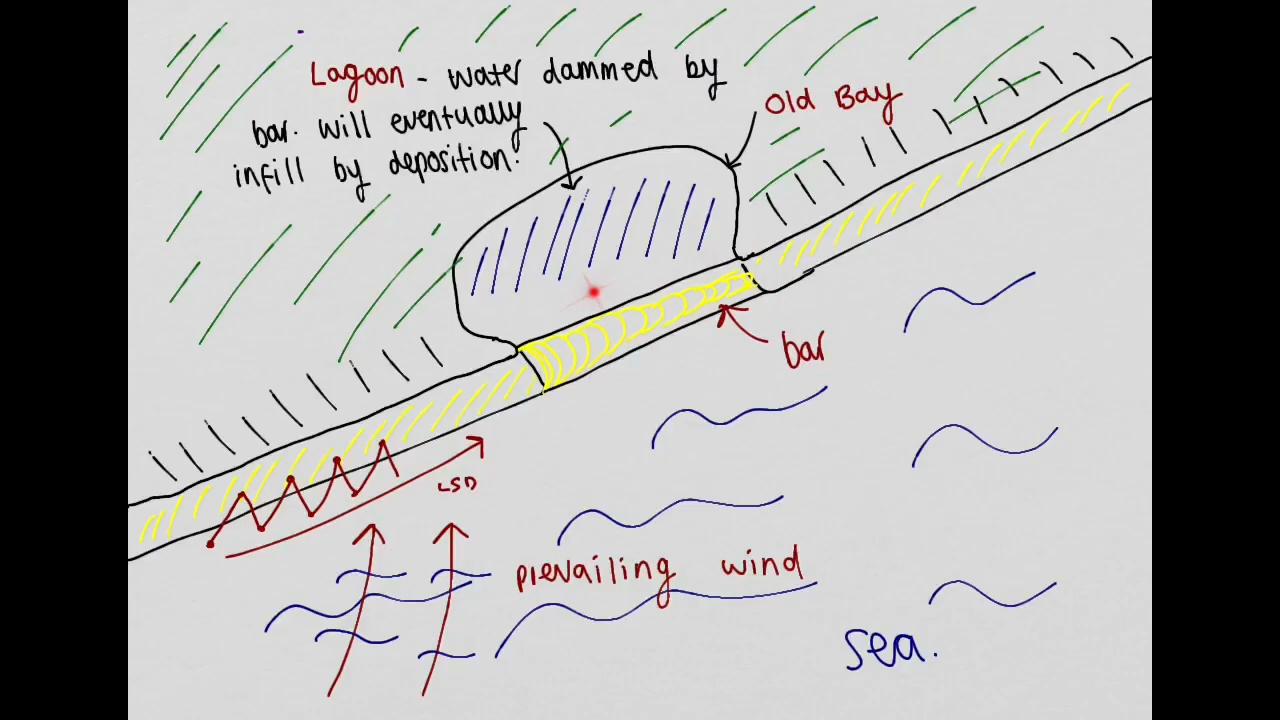 Lagoon - water dammed by
bar. will eventually
infill by deposition.
Old Bay
bar
LSD
prevailing wind
sea.